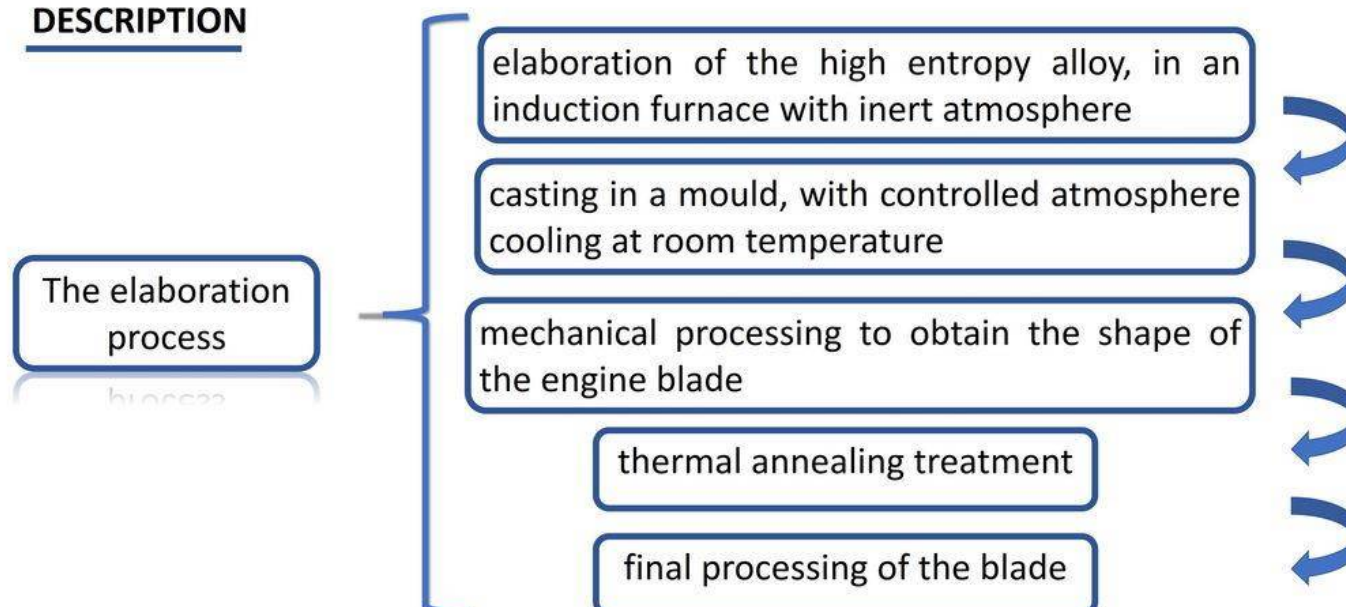 DESCRIPTION
elaboration of the high entropy alloy, in an
induction furnace with inert atmosphere
casting in a mould, with controlled atmosphere
cooling at room temperature
The elaboration
process
mechanical processing to obtain the shape of
the engine blade
thermal annealing treatment
final processing of the blade